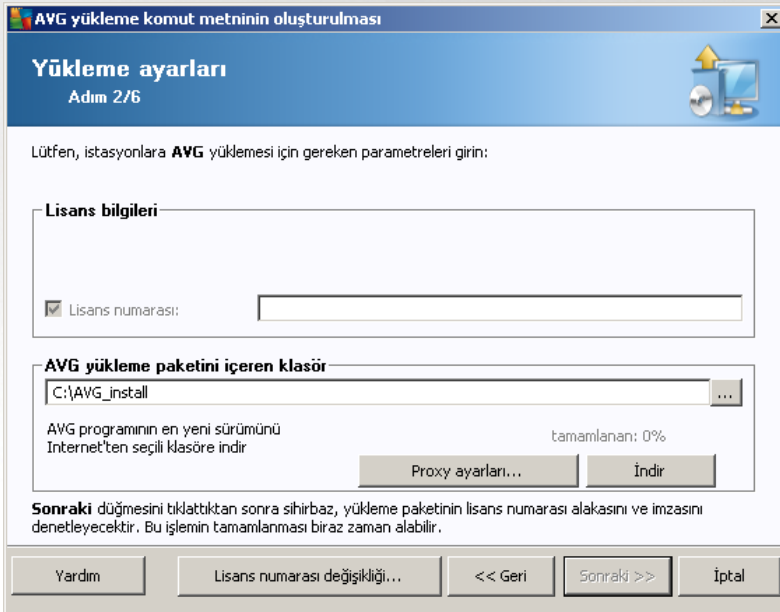 AVG yükleme komut metninin oluşturulması
Yükleme ayarları
Adım 2/6
Lütfen, istasyonlara AVG yüklemesi için gereken parametreleri girin:
Lisans bilgileri
Lisans numarası:
AVG yükleme paketini içeren klasör
C:\AVG_install
...
AVG programının en yeni sürümünü
Internet'ten seçili klasöre indir
tamamlanan: 0%
Proxy ayarları...
İndir
Sonraki düğmesini tıklattıktan sonra sihirbaz, yükleme paketinin lisans numarası alakasını ve imzasını
denetleyecektir. Bu işlemin tamamlanması biraz zaman alabilir.
Yardım
Lisans numarası değişikliği...
<< Geri
Sonraki >>
İptal